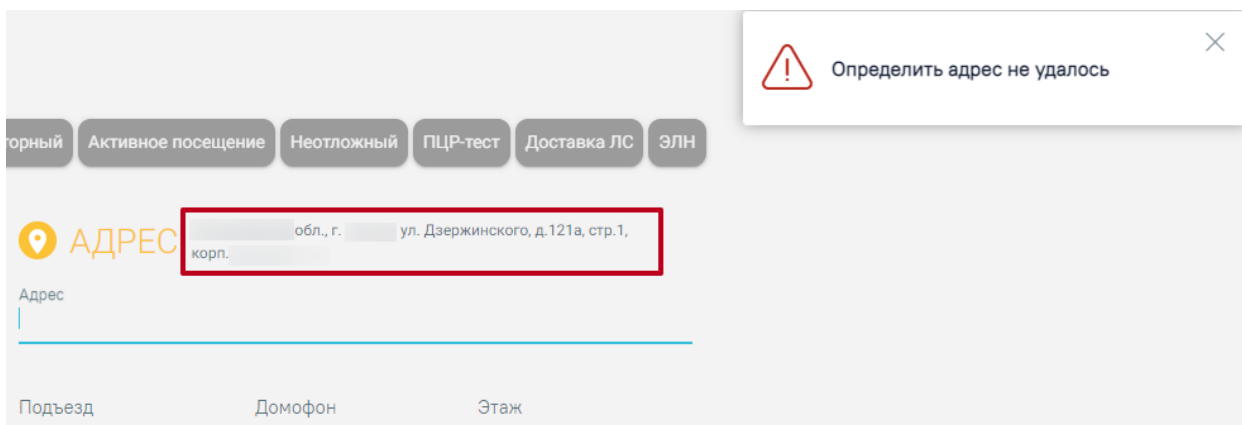 Определить адрес не удалось
торный Активное посещение Неотложный ПЦР-тест Доставка ЛС ЭЛН
АДРЕС
обл., г. ул. Дзержинского, д.121а, стр.1,
корп.
Адрес
Подъезд Домофон Этаж